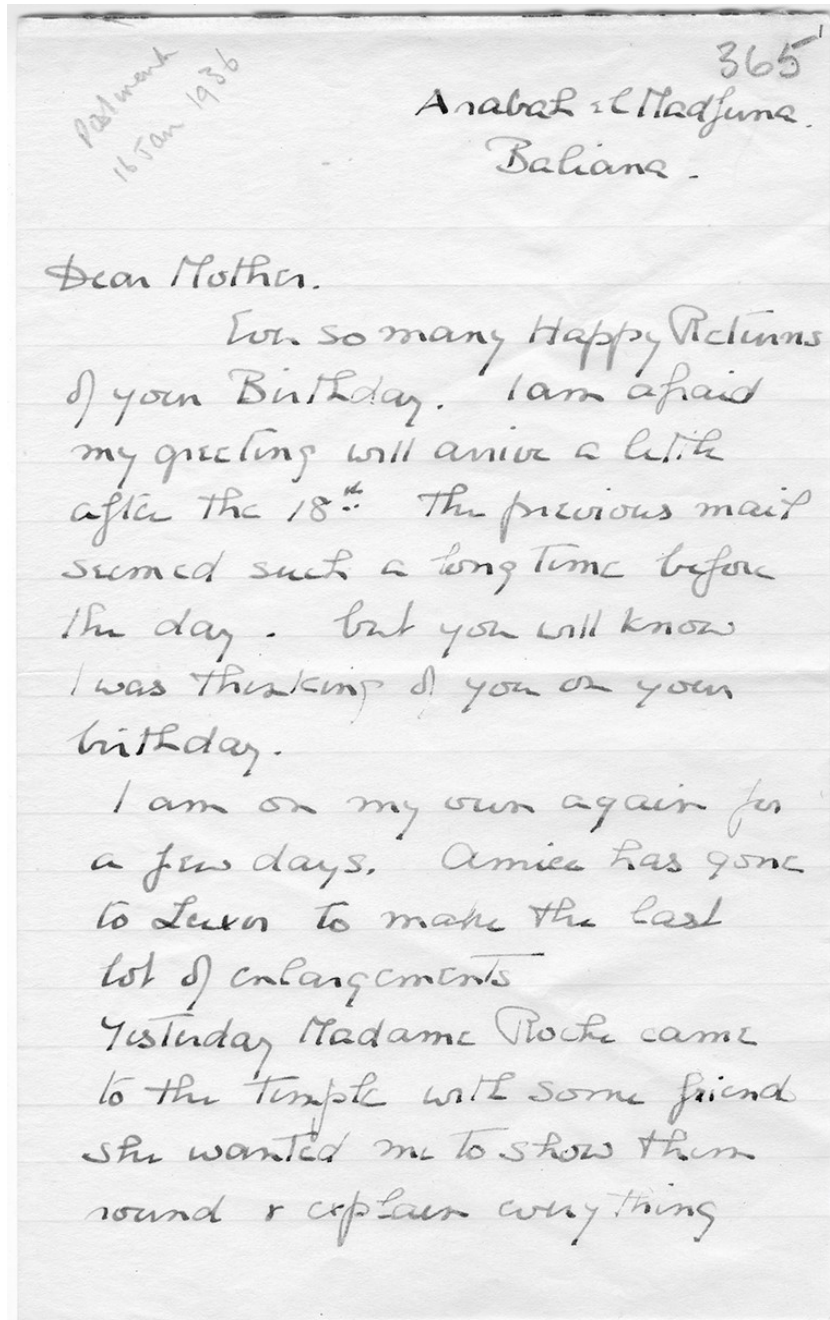 365
Postmark
16 Jan 1936
Arabah el Madfuna.
Baliana.
Dear Mother.
Ever so many Happy Returns
of your Birthday. I am afraid
my greeting will arrive a little
after the 18th. The previous mail
seemed such a long time before
the day. but you will know
I was thinking of you on your
birthday.
I am on my own again for
a few days. Amice has gone
to Luxor to make the last
lot of enlargements
Yesterday Madame Roche came
to the temple with some friend
she wanted me to show them
round & explain everything